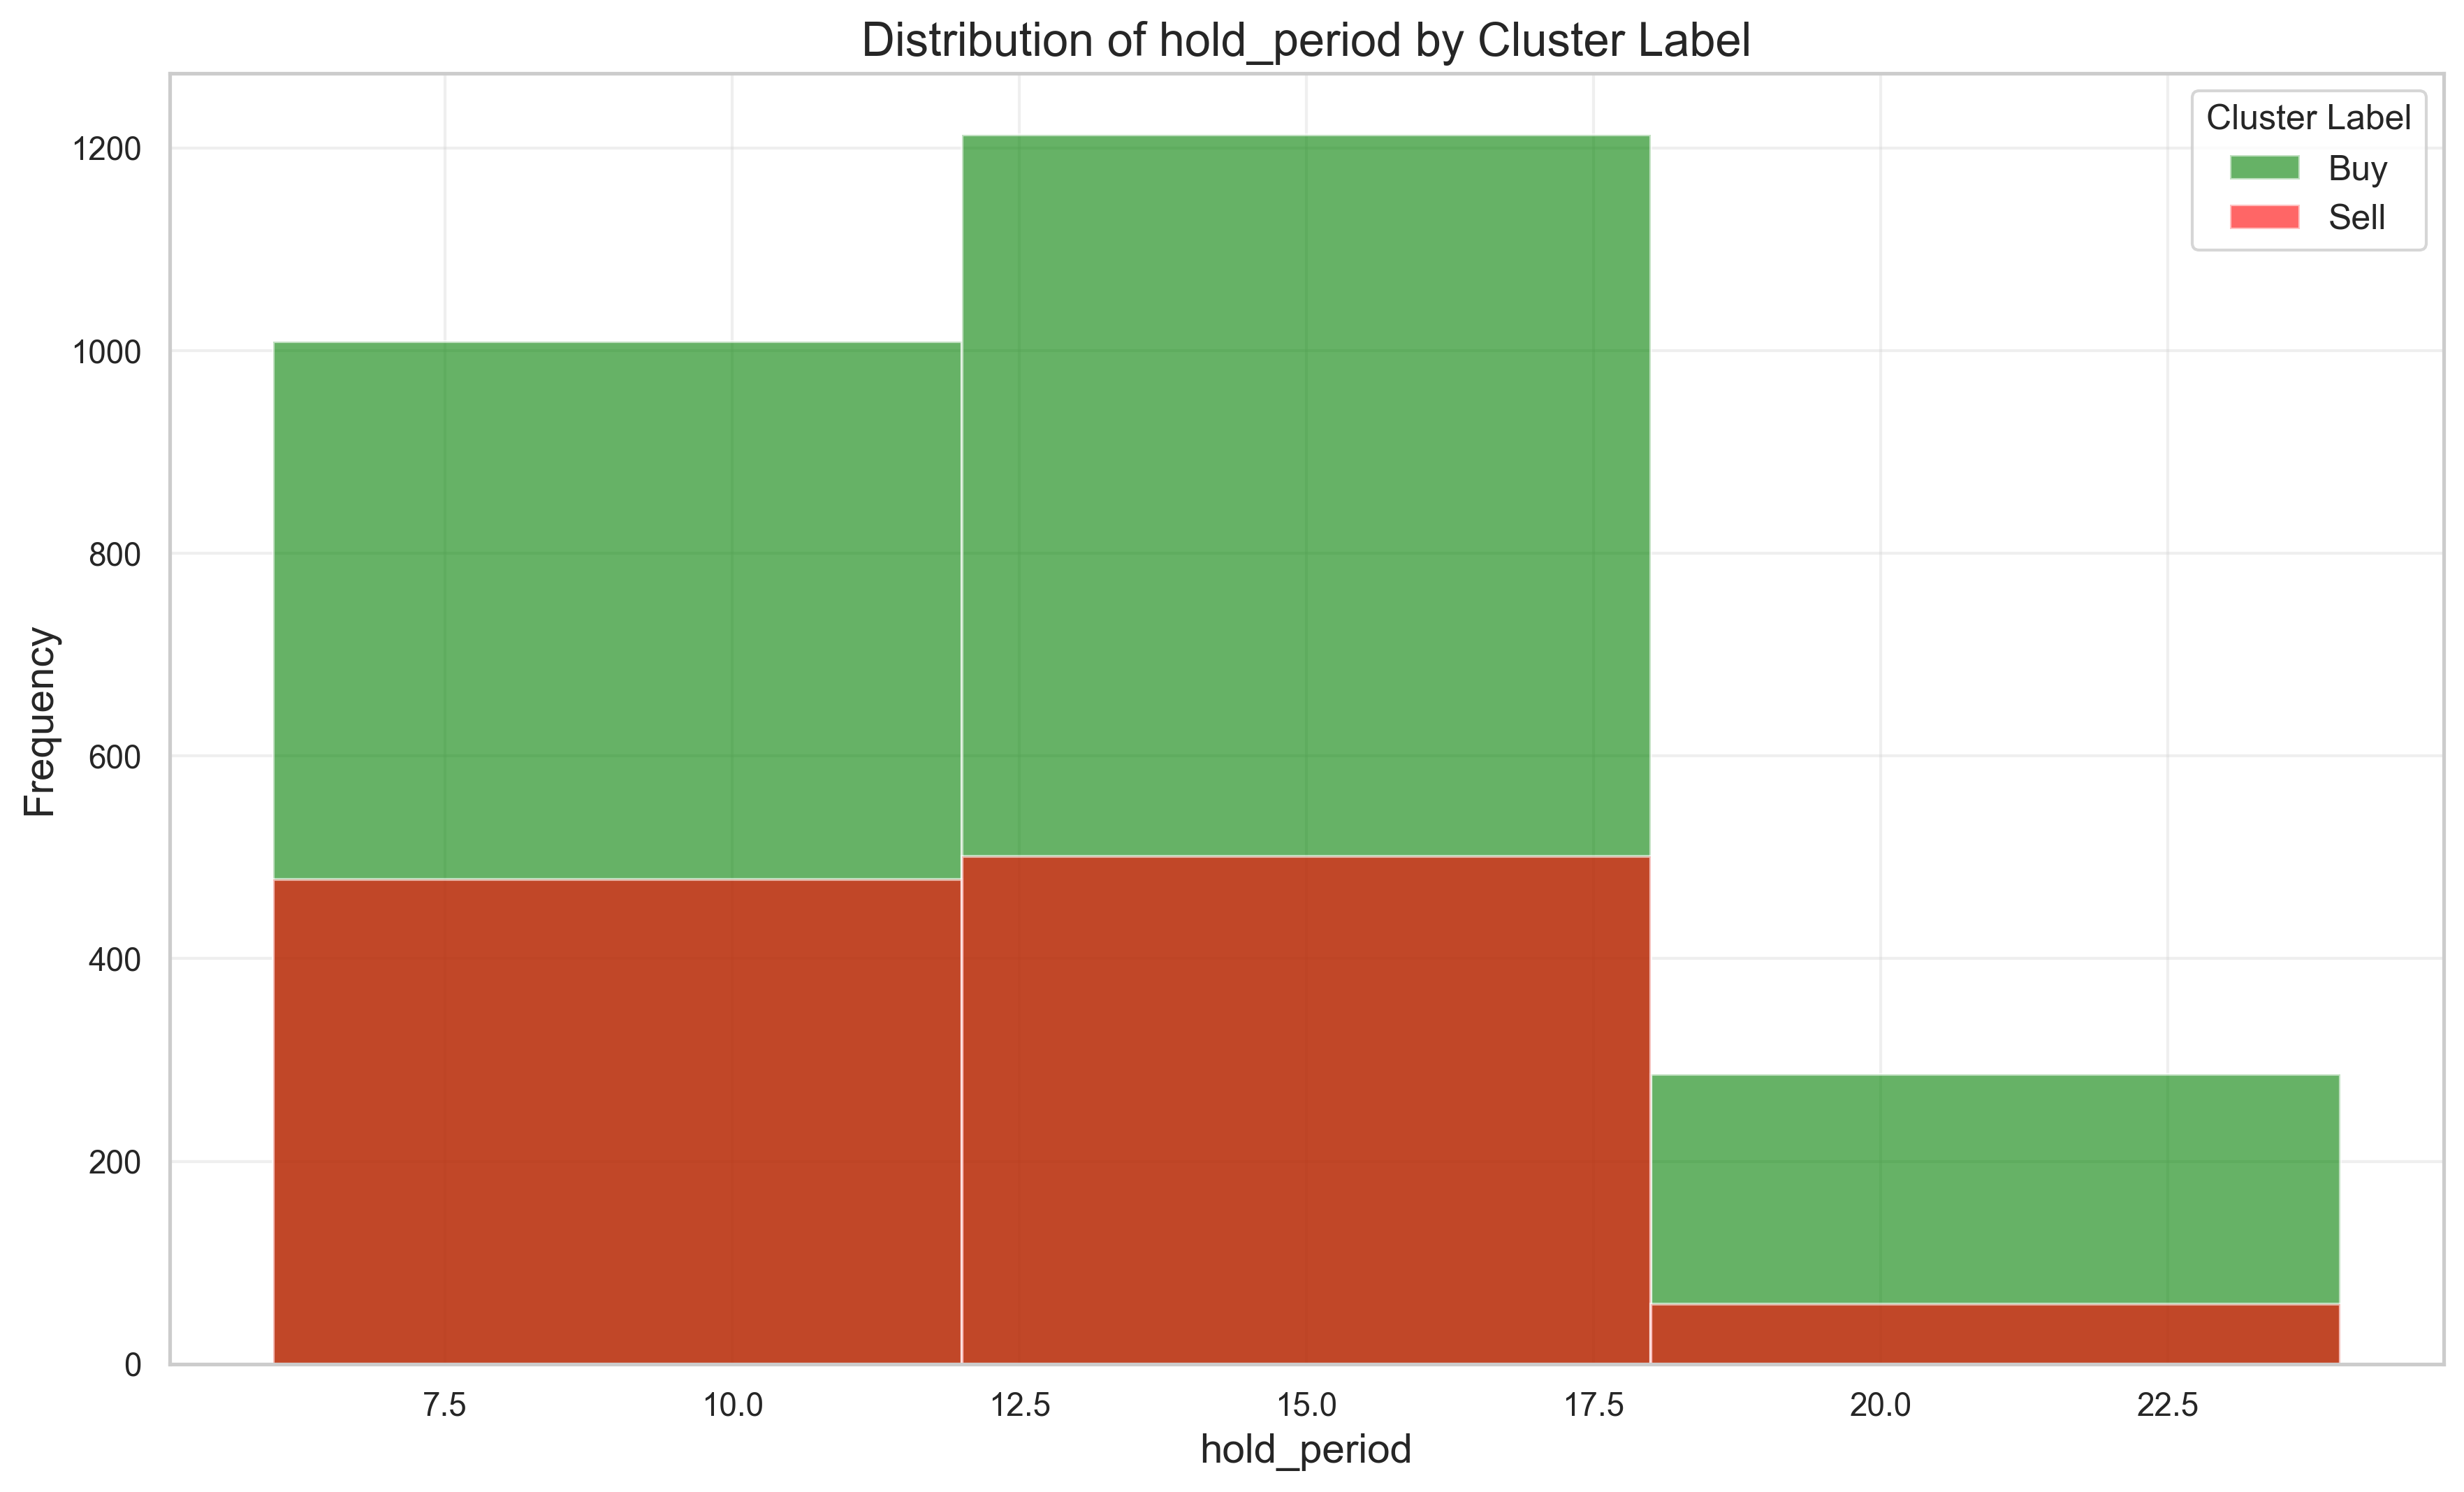 Distribution of hold_period by Cluster Label
Cluster Label
Buy
Sell
1200
1000
800
600
400
200
0
Frequency
7.5 10.0 12.5 15.0 17.5 20.0 22.5
hold_period